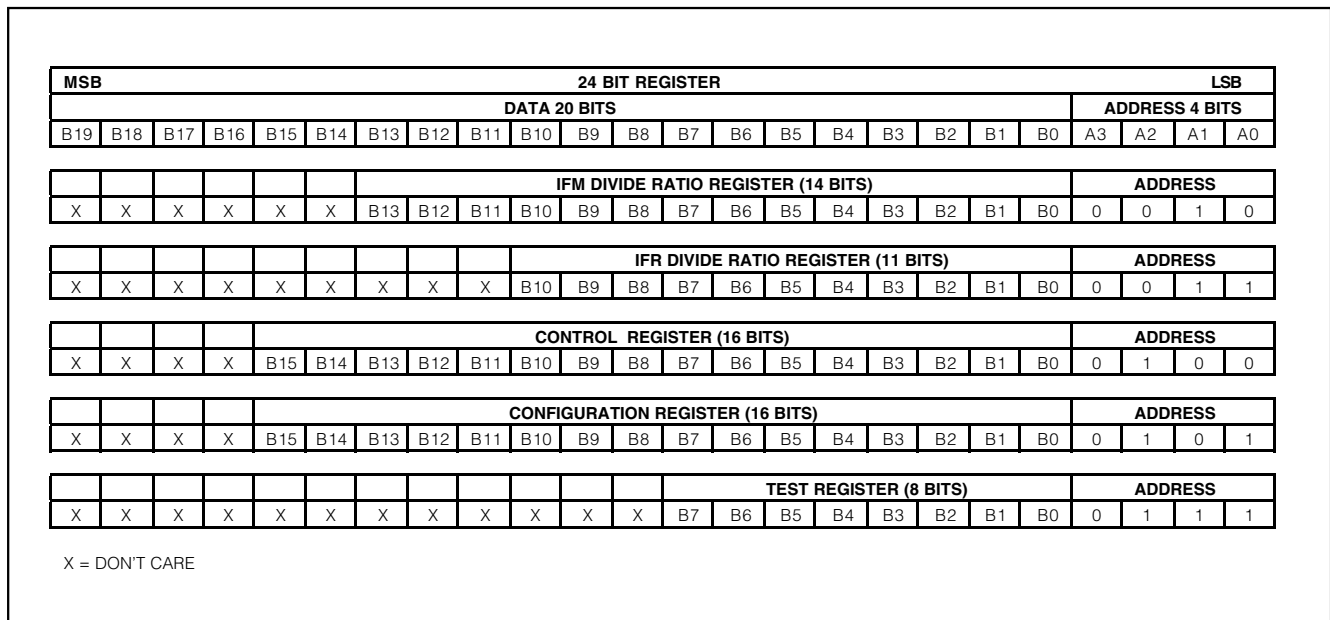 MSB 24 BIT REGISTER LSB
DATA 20 BITS ADDRESS 4 BITS
B19 B18 B17 B16 B15 B14 B13 B12 B11 B10 B9 B8 B7 B6 B5 B4 B3 B2 B1 B0 A3 A2 A1 A0
IFM DIVIDE RATIO REGISTER (14 BITS) ADDRESS
X X X X X X B13 B12 B11 B10 B9 B8 B7 B6 B5 B4 B3 B2 B1 B0 0 0 1 0
IFR DIVIDE RATIO REGISTER (11 BITS) ADDRESS
X X X X X X X X X B10 B9 B8 B7 B6 B5 B4 B3 B2 B1 B0 0 0 1 1
CONTROL REGISTER (16 BITS) ADDRESS
X X X X B15 B14 B13 B12 B11 B10 B9 B8 B7 B6 B5 B4 B3 B2 B1 B0 0 1 0 0
CONFIGURATION REGISTER (16 BITS) ADDRESS
X X X X B15 B14 B13 B12 B11 B10 B9 B8 B7 B6 B5 B4 B3 B2 B1 B0 0 1 0 1
TEST REGISTER (8 BITS) ADDRESS
X X X X X X X X X X X X B7 B6 B5 B4 B3 B2 B1 B0 0 1 1 1
X = DON'T CARE